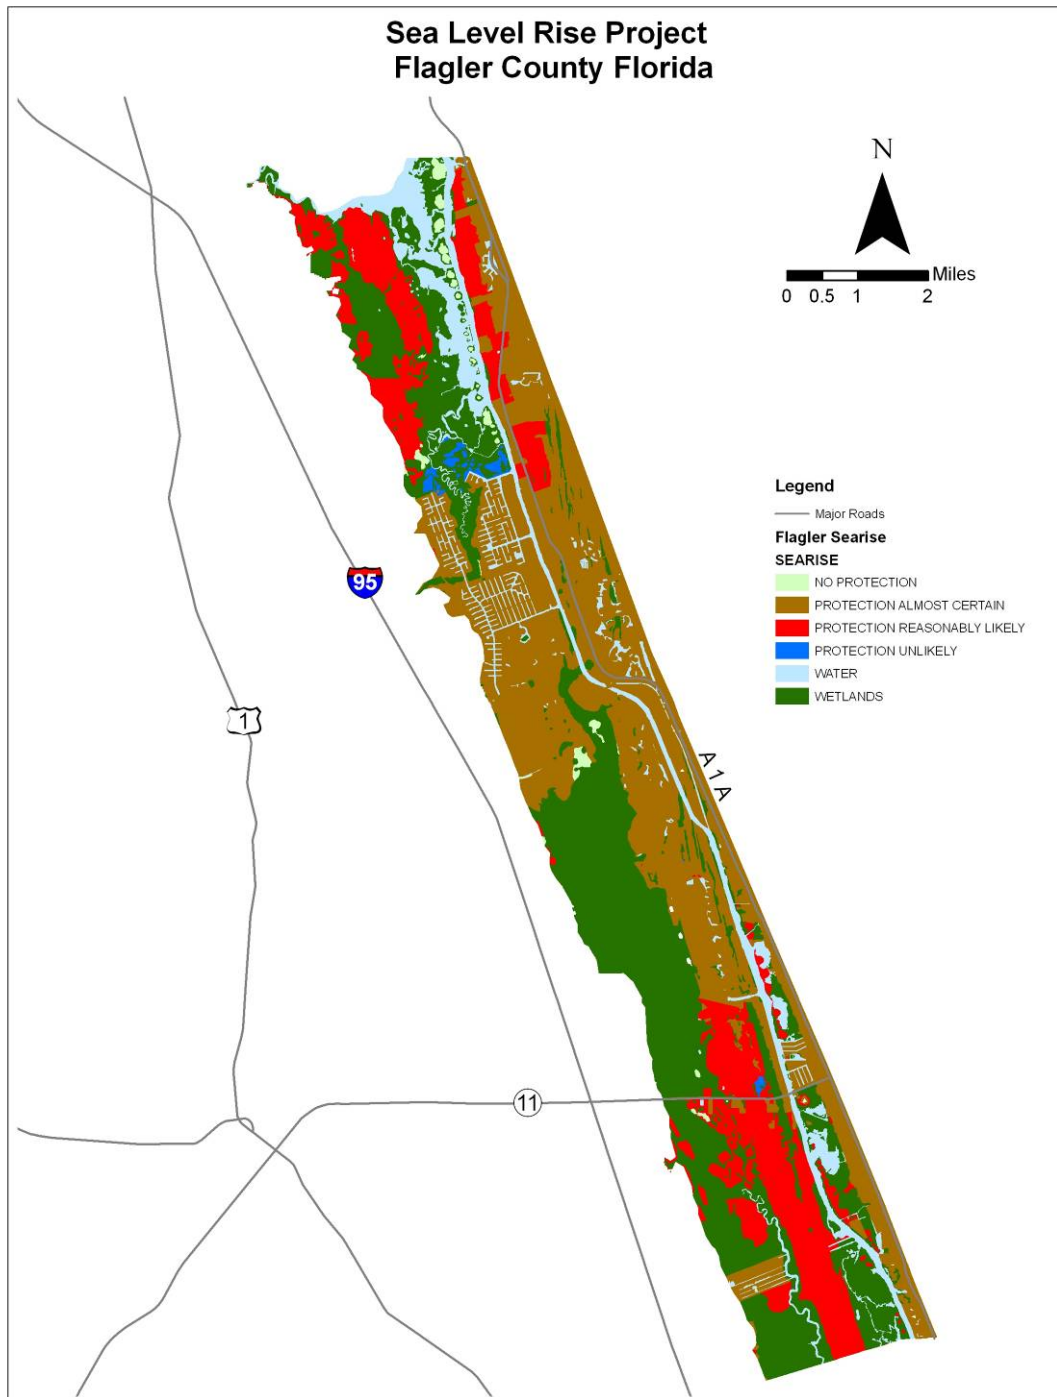 Sea Level Rise Project
Flagler County Florida
N
Miles
0 0.5 1 2
Legend
Major Roads
Flagler Searise
SEARISE
NO PROTECTION
PROTECTION ALMOST CERTAIN
PROTECTION REASONABLY LIKELY
PROTECTION UNLIKELY
WATER
WETLANDS
95
1
A 1 A
11